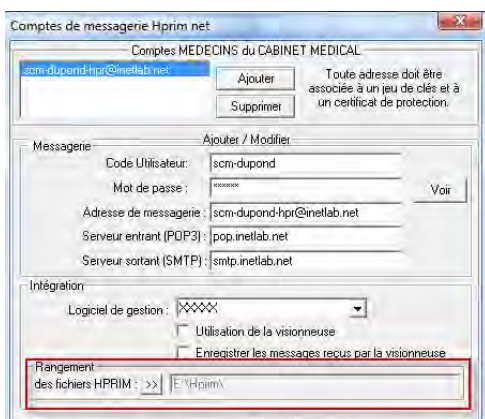 Comptes de messagerie Hprim net
Comptes MEDECINS du CABINET MEDICAL
scm-dupond-hpr@inetlab.net
Ajouter
Supprimer
Toute adresse doit être
associée à un jeu de clés et à
un certificat de protection.
Ajouter / Modifier
Messagerie
Code Utilisateur: scm-dupond
Mot de passe : ******
Voir
Adresse de messagerie : scm-dupond-hpr@inetlab.net
Serveur entrant (POP3) : pop.inetlab.net
Serveur sortant (SMTP) : smtp.inetlab.net
Intégration
Logiciel de gestion : XXXXX
Utilisation de la visionneuse
Enregistrer les messages reçus par la visionneuse
Rangement
des fichiers HPRIM : >> E:\Hprim\